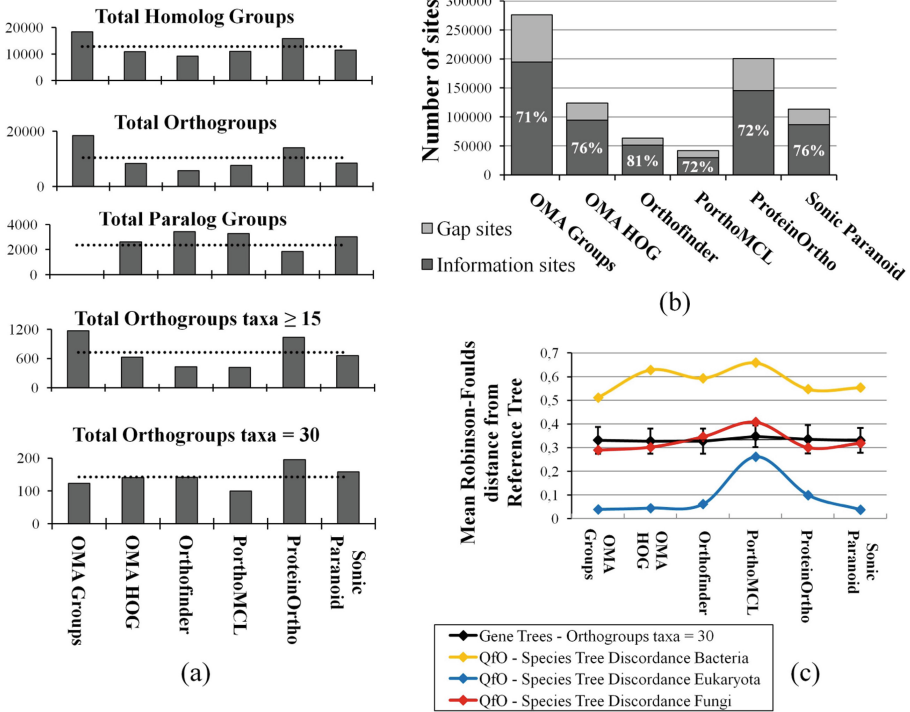 Total Homolog Groups
20000
10000
0
Total Orthogroups
20000
0
Total Paralog Groups
4000
2000
0
Total Orthogroups taxa ≥ 15
1200
600
0
Total Orthogroups taxa = 30
200
100
0
OMA Groups
OMA HOG
Orthofinder
PorthoMCL
ProteinOrtho
Sonic
Paranoid
(a)
Number of sites
300000
250000
200000
150000
100000
50000
0
71%
76%
81%
72%
72%
76%
OMA Groups
OMA HOG
Orthofinder
PorthoMCL
ProteinOrtho
Sonic Paranoid
Gap sites
Information sites
(b)
Mean Robinson-Foulds
distance from
Reference Tree
0,7
0,6
0,5
0,4
0,3
0,2
0,1
0
OMA
Groups
OMA
HOG
Orthofinder
PorthoMCL
ProteinOrtho
Sonic
Paranoid
Gene Trees - Orthogroups taxa = 30
QfO - Species Tree Discordance Bacteria
QfO - Species Tree Discordance Eukaryota
QfO - Species Tree Discordance Fungi
(c)